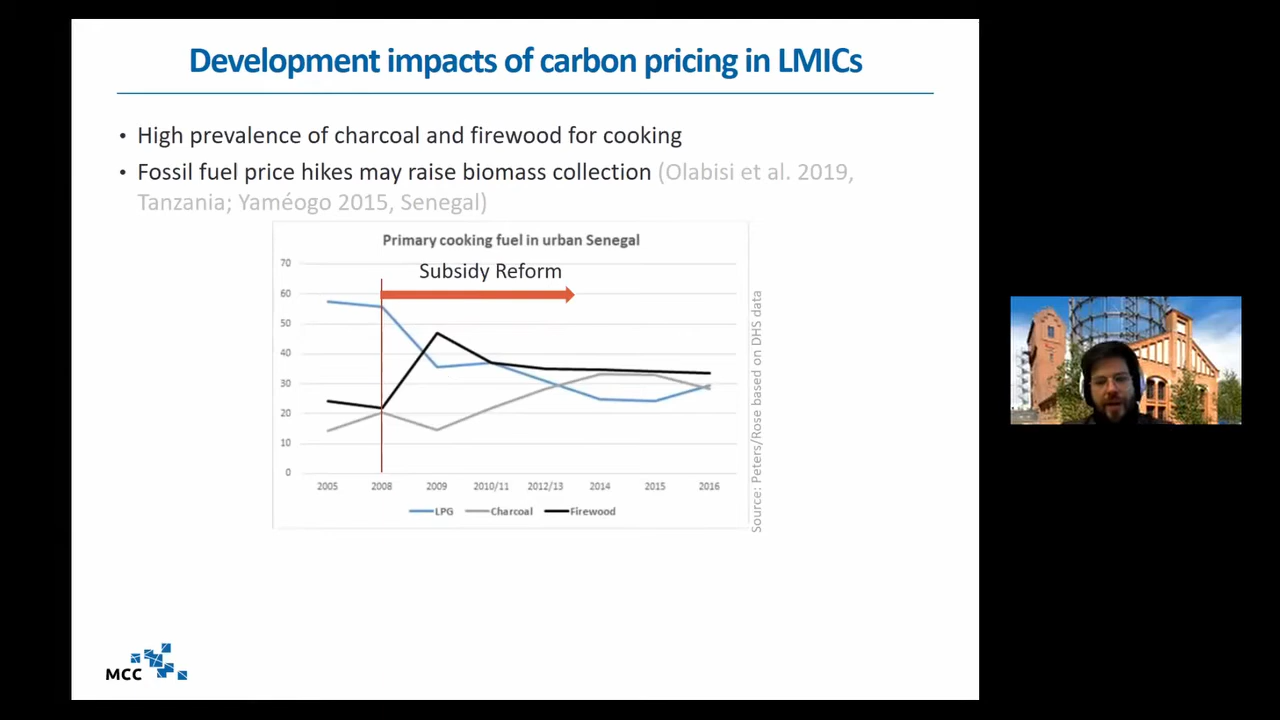 Development impacts of carbon pricing in LMICs
• High prevalence of charcoal and firewood for cooking
• Fossil fuel price hikes may raise biomass collection (Olabisi et al. 2019,
Tanzania; Yaméogo 2015, Senegal)
Primary cooking fuel in urban Senegal
Subsidy Reform
70
60
50
40
30
20
10
0
2005 2008 2009 2010/11 2012/13 2014 2015 2016
LPG Charcoal Firewood
Source: Peters/Rose based on DHS data
MCC